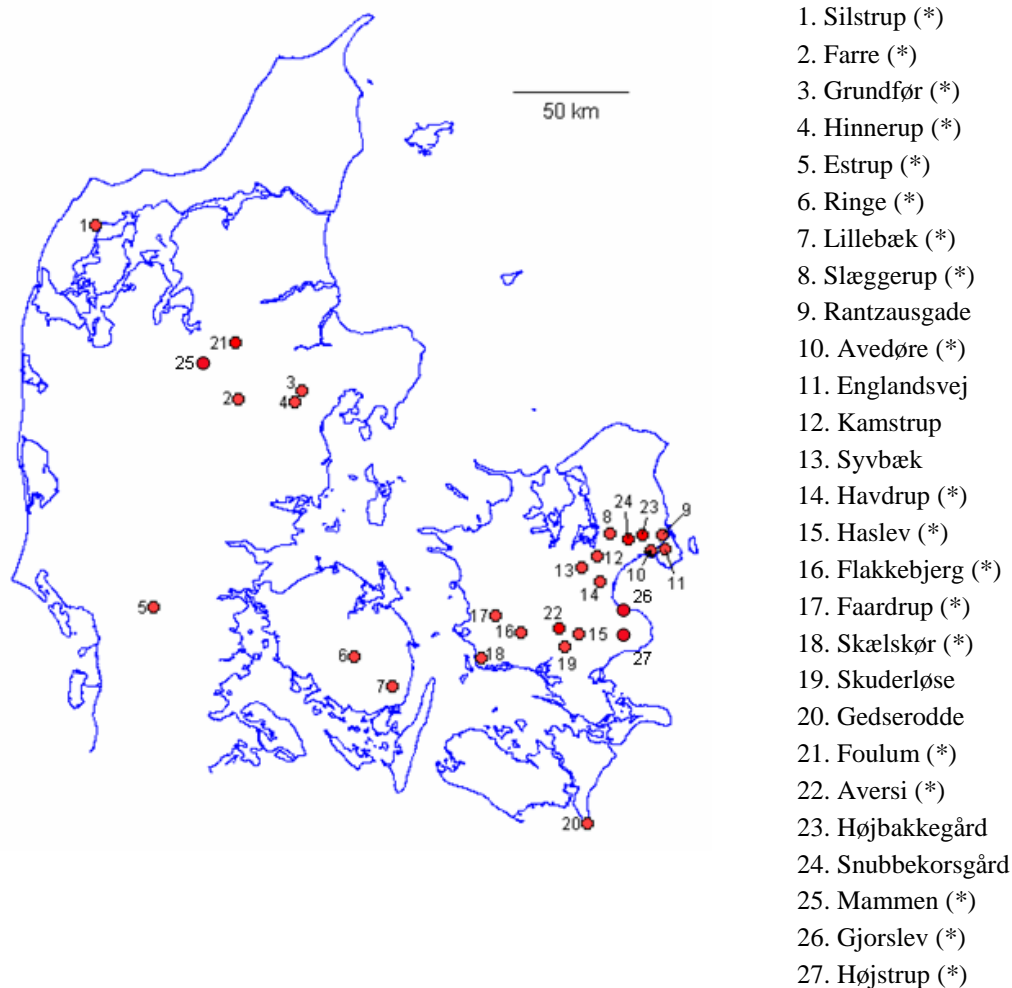 50 km
1
21
25
2
3
4
5
6
7
8
24
23
9
12
10
11
13
14
26
17
22
16
15
27
18
19
20
1. Silstrup (*)
2. Farre (*)
3. Grundfør (*)
4. Hinnerup (*)
5. Estrup (*)
6. Ringe (*)
7. Lillebæk (*)
8. Slæggerup (*)
9. Rantzausgade
10. Avedøre (*)
11. Englandsvej
12. Kamstrup
13. Syvbæk
14. Havdrup (*)
15. Haslev (*)
16. Flakkebjerg (*)
17. Faardrup (*)
18. Skælskør (*)
19. Skuderløse
20. Gedserodde
21. Foulum (*)
22. Aversi (*)
23. Højbakkegård
24. Snubbekorsgård
25. Mammen (*)
26. Gjorslev (*)
27. Højstrup (*)